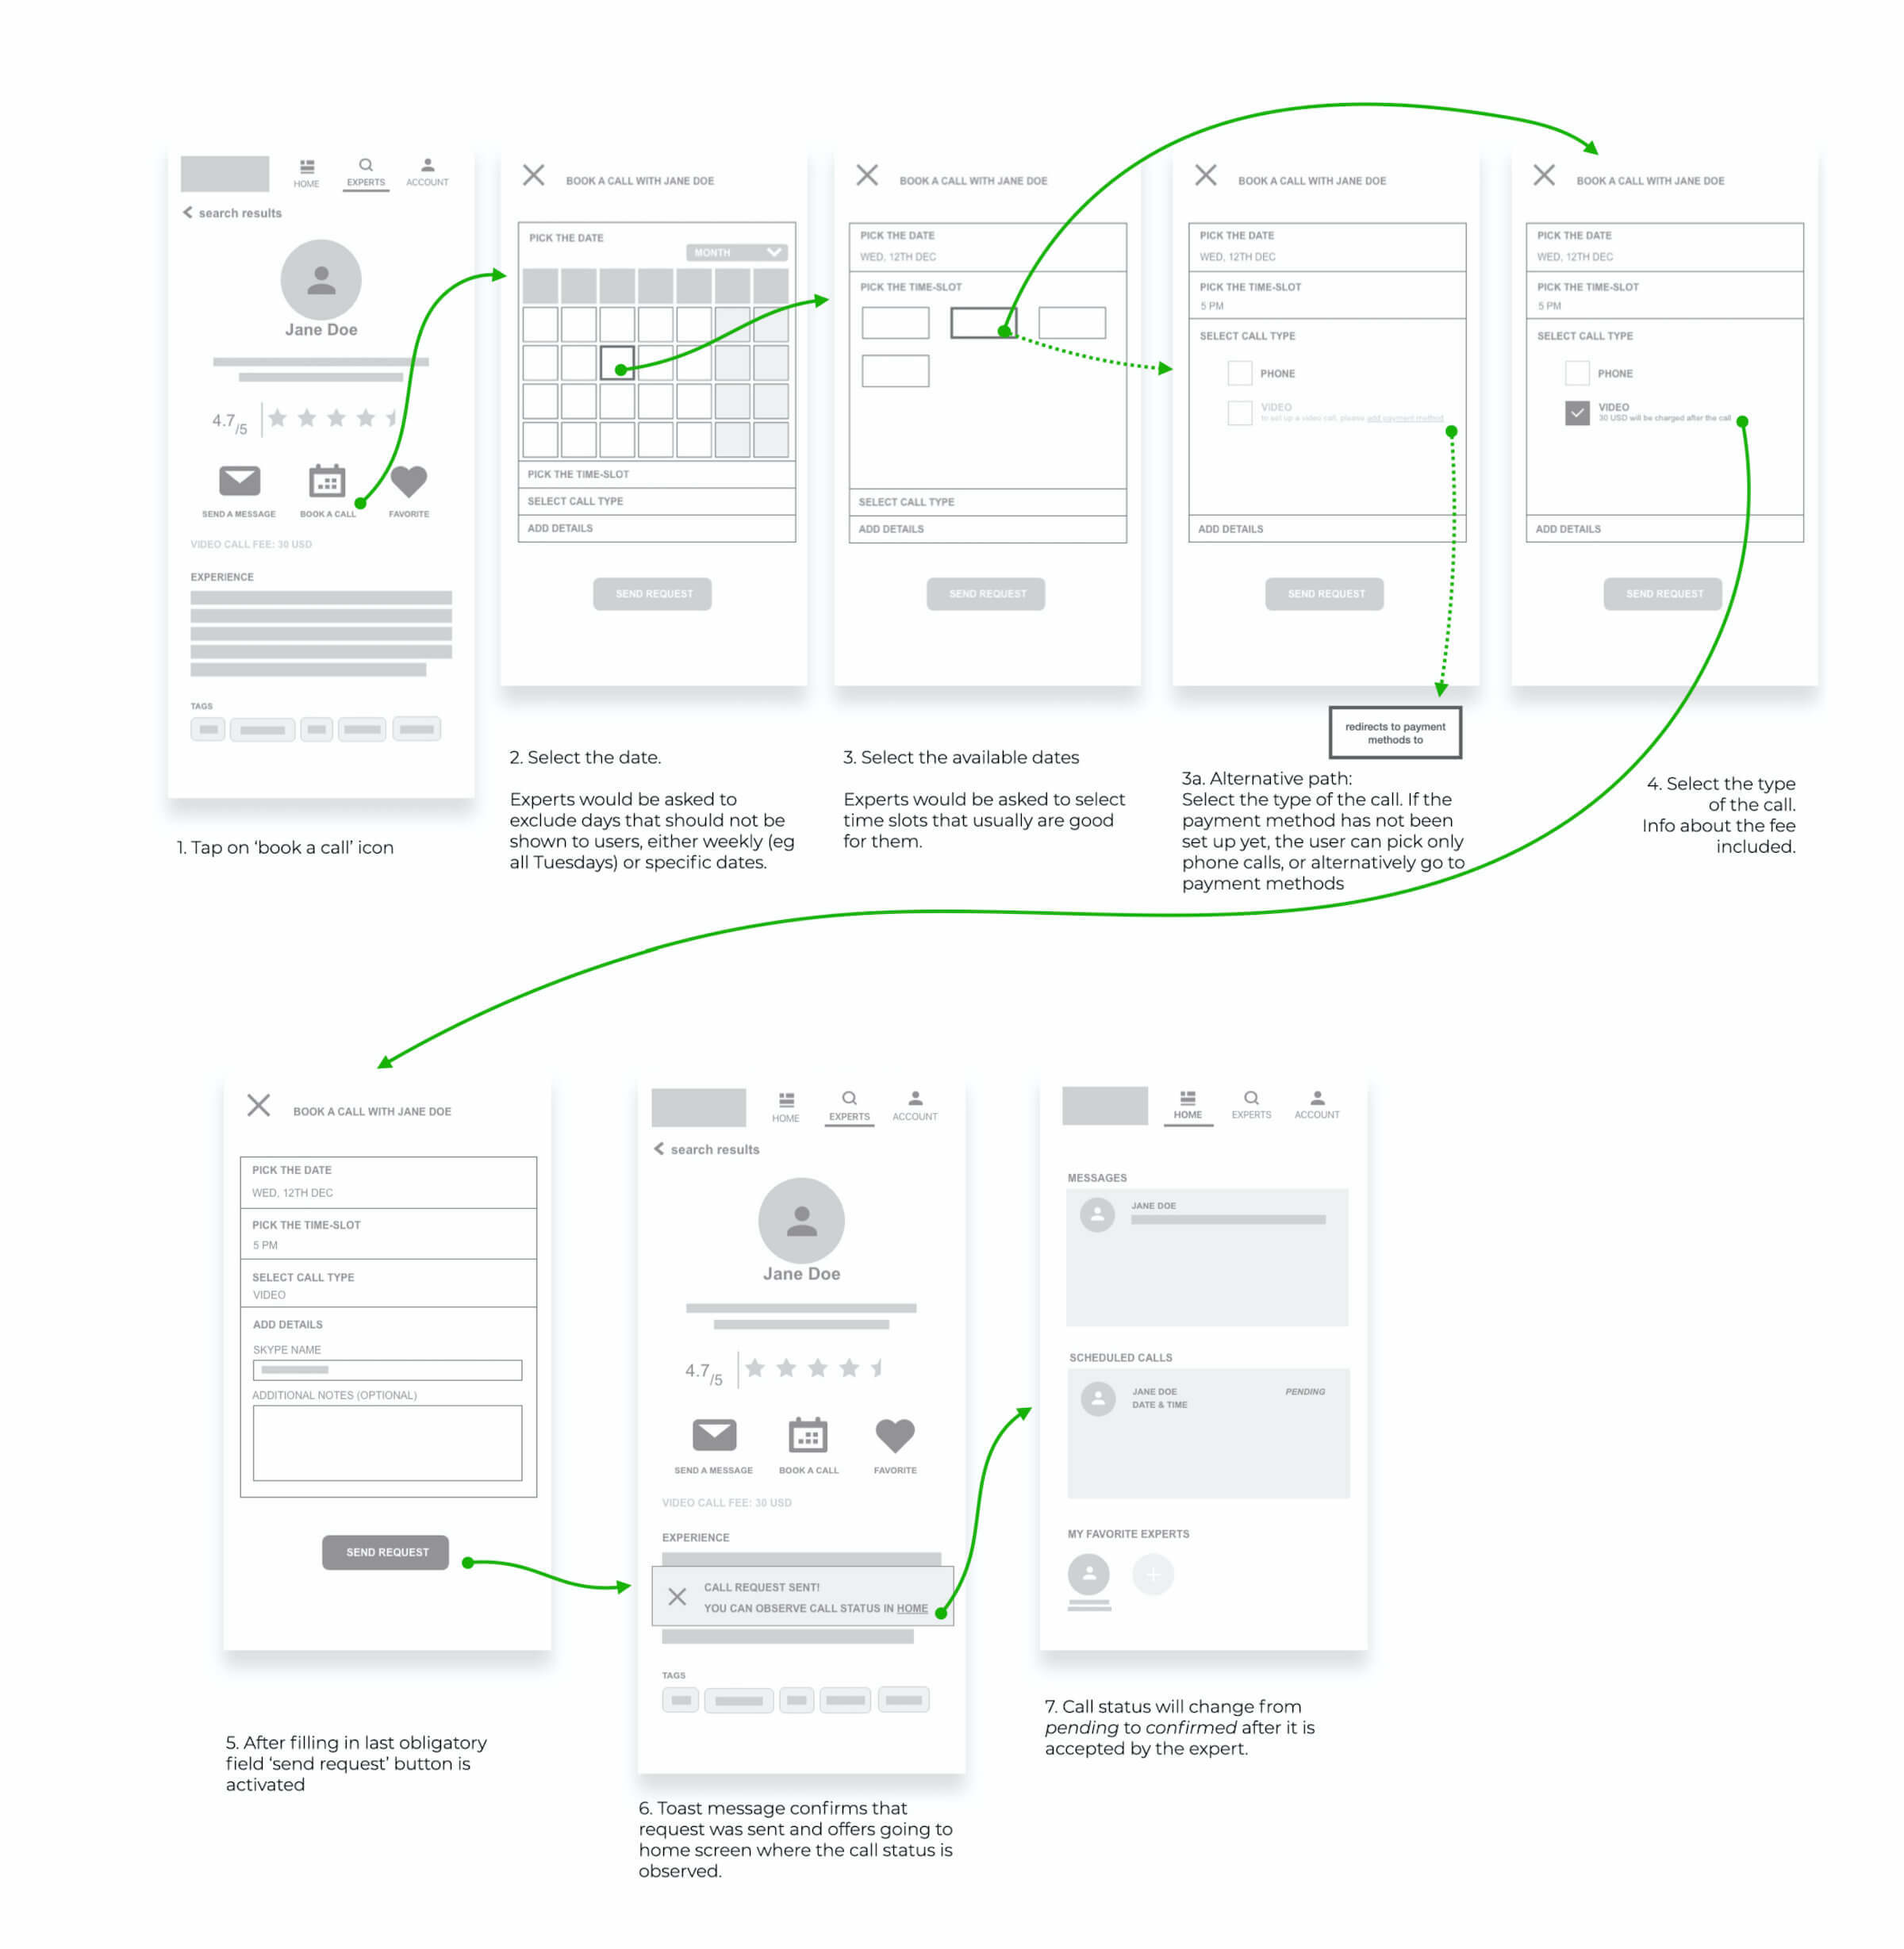 HOME EXPERTS ACCOUNT
search results
Jane Doe
4.7/5
SEND A MESSAGE BOOK A CALL FAVORITE
VIDEO CALL FEE: 30 USD
EXPERIENCE
TAGS
1. Tap on ‘book a call’ icon
BOOK A CALL WITH JANE DOE
PICK THE DATE
MONTH
PICK THE TIME-SLOT
SELECT CALL TYPE
ADD DETAILS
SEND REQUEST
2. Select the date.
Experts would be asked to
exclude days that should not be
shown to users, either weekly (eg
all Tuesdays) or specific dates.
BOOK A CALL WITH JANE DOE
PICK THE DATE
WED, 12TH DEC
PICK THE TIME-SLOT
SELECT CALL TYPE
ADD DETAILS
SEND REQUEST
3. Select the available dates
Experts would be asked to select
time slots that usually are good
for them.
BOOK A CALL WITH JANE DOE
PICK THE DATE
WED, 12TH DEC
PICK THE TIME-SLOT
5 PM
SELECT CALL TYPE
PHONE
VIDEO
to set up a video call, please add payment method
ADD DETAILS
SEND REQUEST
redirects to payment
methods to
3a. Alternative path:
Select the type of the call. If the
payment method has not been
set up yet, the user can pick only
phone calls, or alternatively go to
payment methods
BOOK A CALL WITH JANE DOE
PICK THE DATE
WED, 12TH DEC
PICK THE TIME-SLOT
5 PM
SELECT CALL TYPE
PHONE
VIDEO
30 USD will be charged after the call
ADD DETAILS
SEND REQUEST
4. Select the type
of the call.
Info about the fee
included.
BOOK A CALL WITH JANE DOE
PICK THE DATE
WED, 12TH DEC
PICK THE TIME-SLOT
5 PM
SELECT CALL TYPE
VIDEO
ADD DETAILS
SKYPE NAME
ADDITIONAL NOTES (OPTIONAL)
SEND REQUEST
5. After filling in last obligatory
field ‘send request’ button is
activated
HOME EXPERTS ACCOUNT
search results
Jane Doe
4.7/5
SEND A MESSAGE BOOK A CALL FAVORITE
VIDEO CALL FEE: 30 USD
EXPERIENCE
CALL REQUEST SENT!
YOU CAN OBSERVE CALL STATUS IN HOME
TAGS
6. Toast message confirms that
request was sent and offers going to
home screen where the call status is
observed.
HOME EXPERTS ACCOUNT
MESSAGES
JANE DOE
SCHEDULED CALLS
JANE DOE PENDING
DATE & TIME
MY FAVORITE EXPERTS
7. Call status will change from
pending to confirmed after it is
accepted by the expert.